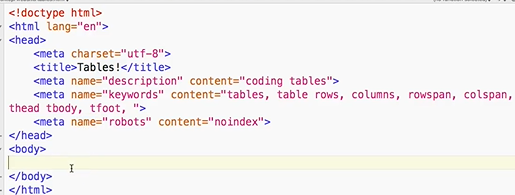 <!doctype html>
<html lang="en">
<head>
<meta charset="utf-8">
<title>Tables!</title>
<meta name="description" content="coding tables">
<meta name="keywords" content="tables, table rows, columns, rowspan, colspan,
thead tbody, tfoot, ">
<meta name="robots" content="noindex">
</head>
<body>
</body>
</html>